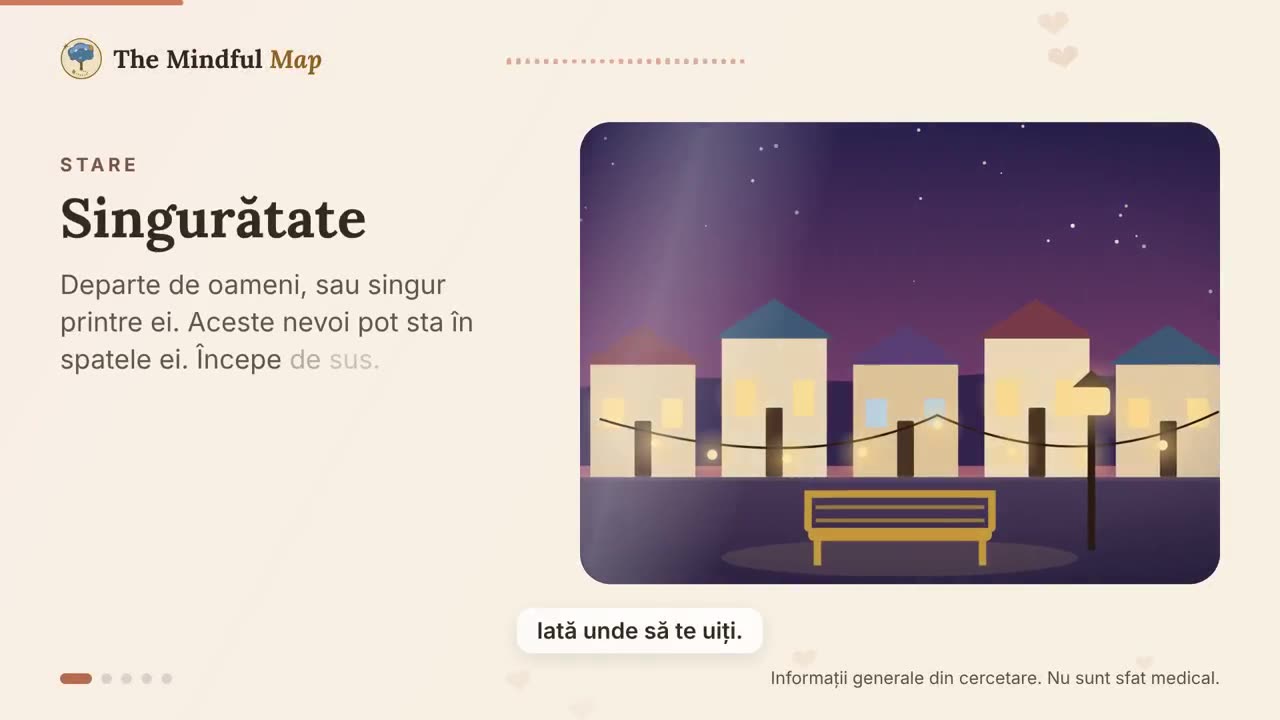 The Mindful Map
STARE
Singurătate
Departe de oameni, sau singur
printre ei. Aceste nevoi pot sta în
spatele ei. Începe de sus.
Iată unde să te uiți.
Informații generale din cercetare. Nu sunt sfat medical.